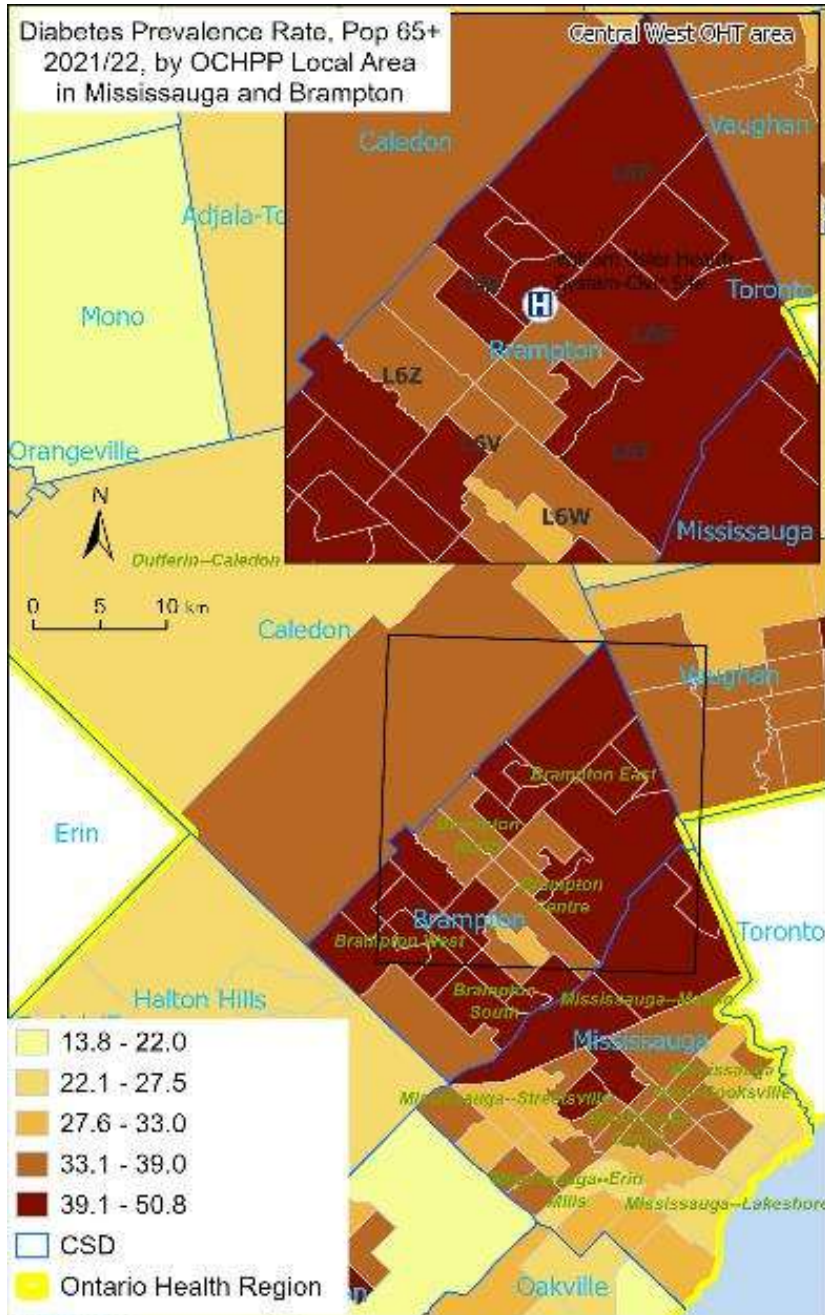 Diabetes Prevalence Rate, Pop 65+
2021/22, by OCHPP Local Area
in Mississauga and Brampton
Central West OHT area
Caledon
Vaughan
Mono
Toronto
Brampton
H
L6Z
L6V
L6W
Orangeville
Mississauga
N
Dufferin--Caledon
0 5 10 km
Caledon
Vaughan
Brampton East
Erin
Brampton
Centre
Brampton
Toronto
Brampton West
Halton Hills
Brampton
South
Mississauga
Mississauga--Streetsville
Mississauga--Erin
Mills
Mississauga--Lakeshore
Oakville
13.8 - 22.0
22.1 - 27.5
27.6 - 33.0
33.1 - 39.0
39.1 - 50.8
CSD
Ontario Health Region